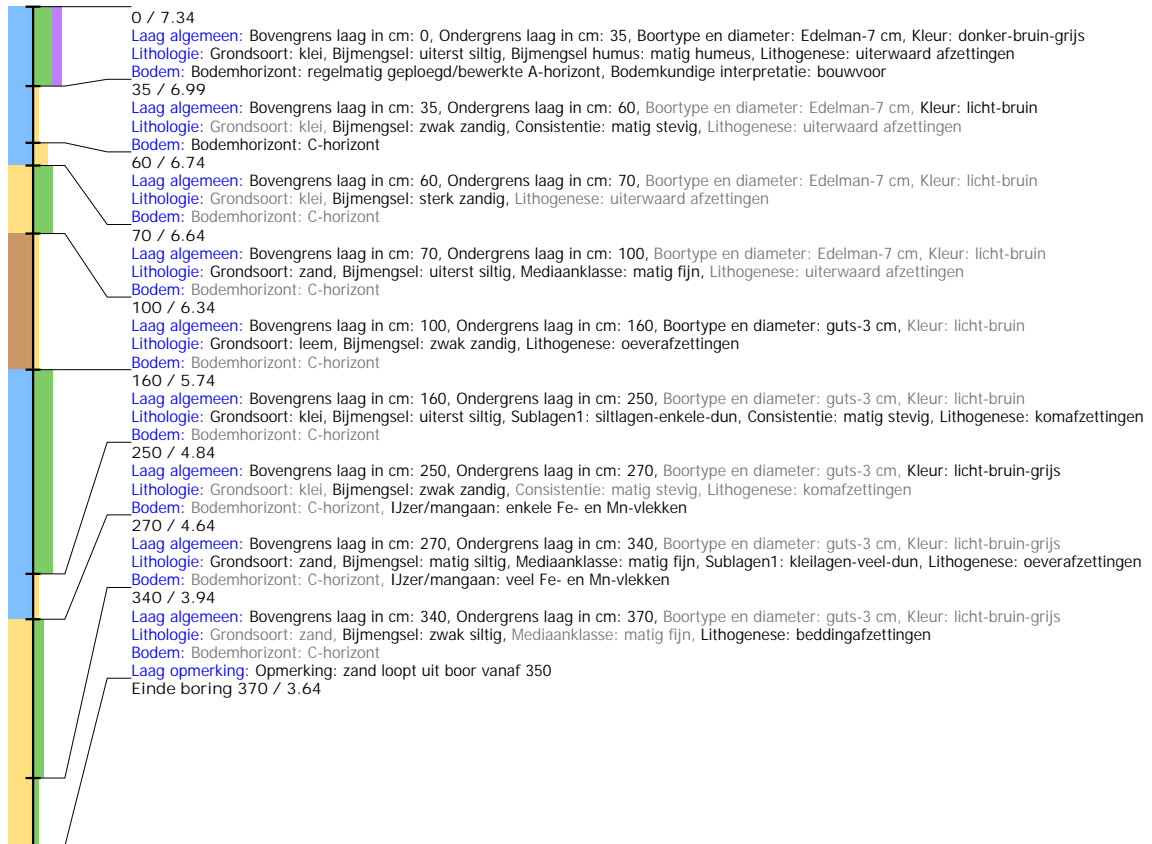 0 / 7.34
Laag algemeen: Bovengrens laag in cm: 0, Ondergrens laag in cm: 35, Boortype en diameter: Edelman-7 cm, Kleur: donker-bruin-grijs
Lithologie: Grondsoort: klei, Bijmengsel: uiterst siltig, Bijmengsel humus: matig humeus, Lithogenese: uiterwaard afzettingen
Bodem: Bodemhorizont: regelmatig geploegd/bewerkte A-horizont, Bodemkundige interpretatie: bouwvoor
35 / 6.99
Laag algemeen: Bovengrens laag in cm: 35, Ondergrens laag in cm: 60, Boortype en diameter: Edelman-7 cm, Kleur: licht-bruin
Lithologie: Grondsoort: klei, Bijmengsel: zwak zandig, Consistentie: matig stevig, Lithogenese: uiterwaard afzettingen
Bodem: Bodemhorizont: C-horizont
60 / 6.74
Laag algemeen: Bovengrens laag in cm: 60, Ondergrens laag in cm: 70, Boortype en diameter: Edelman-7 cm, Kleur: licht-bruin
Lithologie: Grondsoort: klei, Bijmengsel: sterk zandig, Lithogenese: uiterwaard afzettingen
Bodem: Bodemhorizont: C-horizont
70 / 6.64
Laag algemeen: Bovengrens laag in cm: 70, Ondergrens laag in cm: 100, Boortype en diameter: Edelman-7 cm, Kleur: licht-bruin
Lithologie: Grondsoort: zand, Bijmengsel: uiterst siltig, Mediaanklasse: matig fijn, Lithogenese: uiterwaard afzettingen
Bodem: Bodemhorizont: C-horizont
100 / 6.34
Laag algemeen: Bovengrens laag in cm: 100, Ondergrens laag in cm: 160, Boortype en diameter: guts-3 cm, Kleur: licht-bruin
Lithologie: Grondsoort: leem, Bijmengsel: zwak zandig, Lithogenese: oeverafzettingen
Bodem: Bodemhorizont: C-horizont
160 / 5.74
Laag algemeen: Bovengrens laag in cm: 160, Ondergrens laag in cm: 250, Boortype en diameter: guts-3 cm, Kleur: licht-bruin
Lithologie: Grondsoort: klei, Bijmengsel: uiterst siltig, Sublagen1: siltlagen-enkele-dun, Consistentie: matig stevig, Lithogenese: komafzettingen
Bodem: Bodemhorizont: C-horizont
250 / 4.84
Laag algemeen: Bovengrens laag in cm: 250, Ondergrens laag in cm: 270, Boortype en diameter: guts-3 cm, Kleur: licht-bruin-grijs
Lithologie: Grondsoort: klei, Bijmengsel: zwak zandig, Consistentie: matig stevig, Lithogenese: komafzettingen
Bodem: Bodemhorizont: C-horizont, IJzer/mangaan: enkele Fe- en Mn-vlekken
270 / 4.64
Laag algemeen: Bovengrens laag in cm: 270, Ondergrens laag in cm: 340, Boortype en diameter: guts-3 cm, Kleur: licht-bruin-grijs
Lithologie: Grondsoort: zand, Bijmengsel: matig siltig, Mediaanklasse: matig fijn, Sublagen1: kleilagen-veel-dun, Lithogenese: oeverafzettingen
Bodem: Bodemhorizont: C-horizont, IJzer/mangaan: veel Fe- en Mn-vlekken
340 / 3.94
Laag algemeen: Bovengrens laag in cm: 340, Ondergrens laag in cm: 370, Boortype en diameter: guts-3 cm, Kleur: licht-bruin-grijs
Lithologie: Grondsoort: zand, Bijmengsel: zwak siltig, Mediaanklasse: matig fijn, Lithogenese: beddingafzettingen
Bodem: Bodemhorizont: C-horizont
Laag opmerking: Opmerking: zand loopt uit boor vanaf 350
Einde boring 370 / 3.64